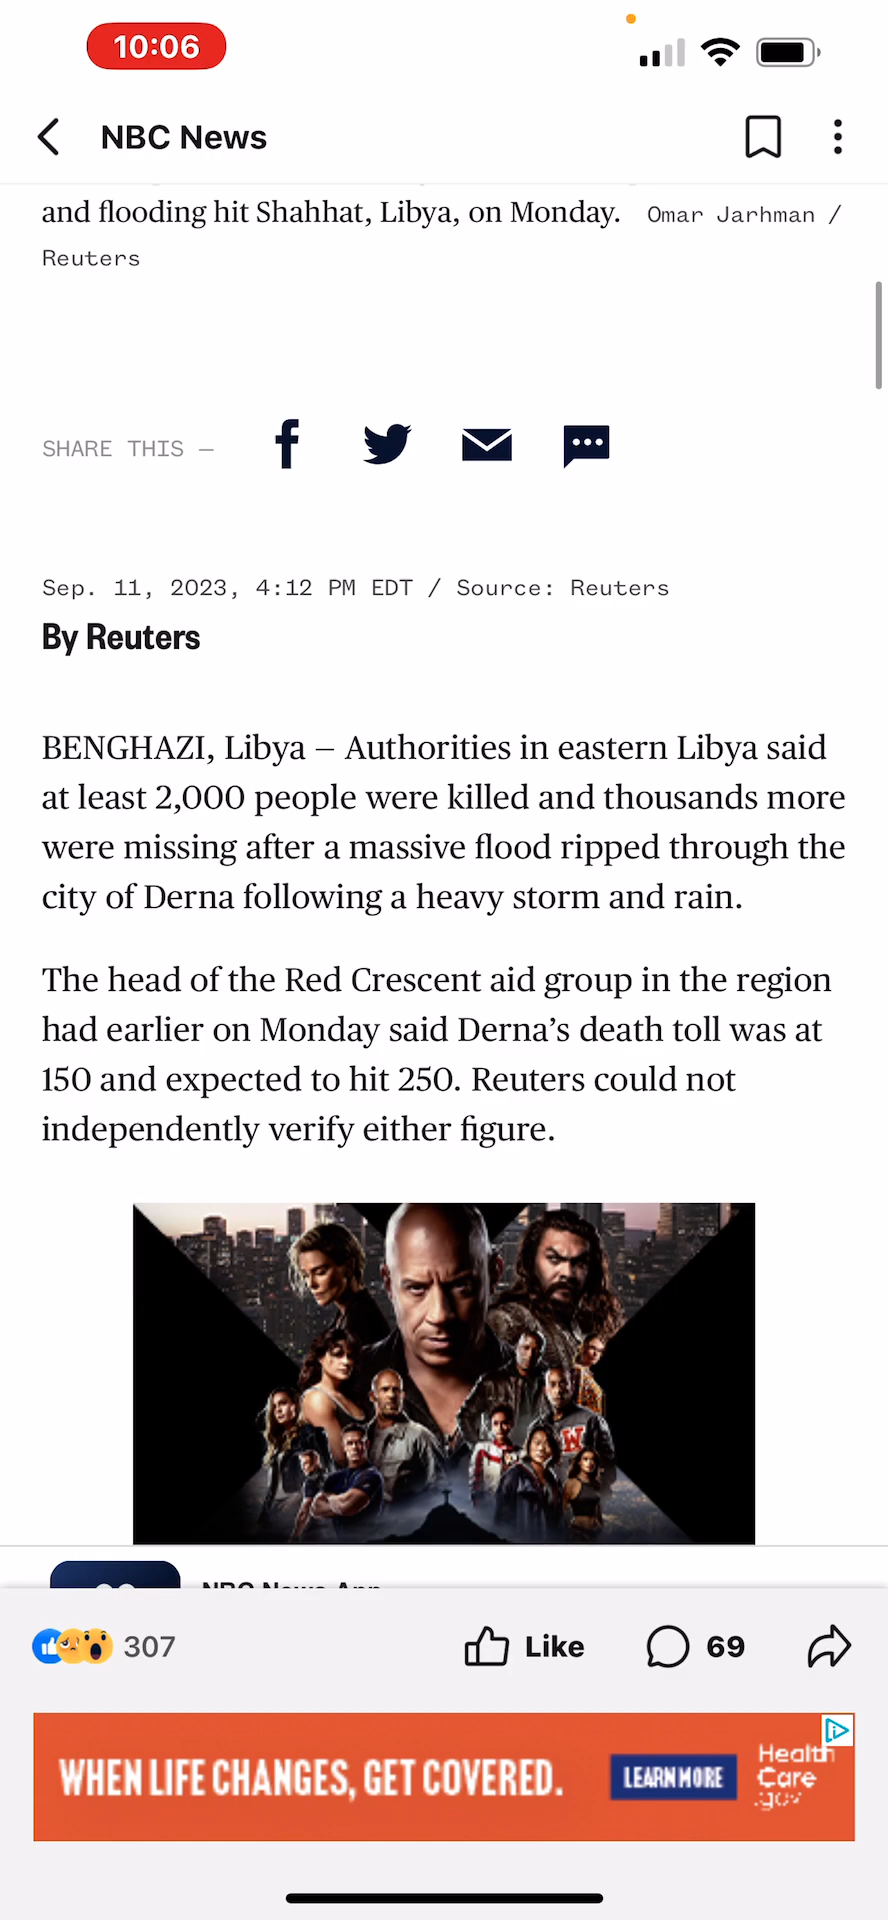 10:06
NBC News
and flooding hit Shahhat, Libya, on Monday. Omar Jarhman /
Reuters
SHARE THIS —
Sep. 11, 2023, 4:12 PM EDT / Source: Reuters
By Reuters
BENGHAZI, Libya — Authorities in eastern Libya said
at least 2,000 people were killed and thousands more
were missing after a massive flood ripped through the
city of Derna following a heavy storm and rain.
The head of the Red Crescent aid group in the region
had earlier on Monday said Derna’s death toll was at
150 and expected to hit 250. Reuters could not
independently verify either figure.
W
NBC News App
307
Like
69
WHEN LIFE CHANGES, GET COVERED.
LEARN MORE
Health
Care
.gov